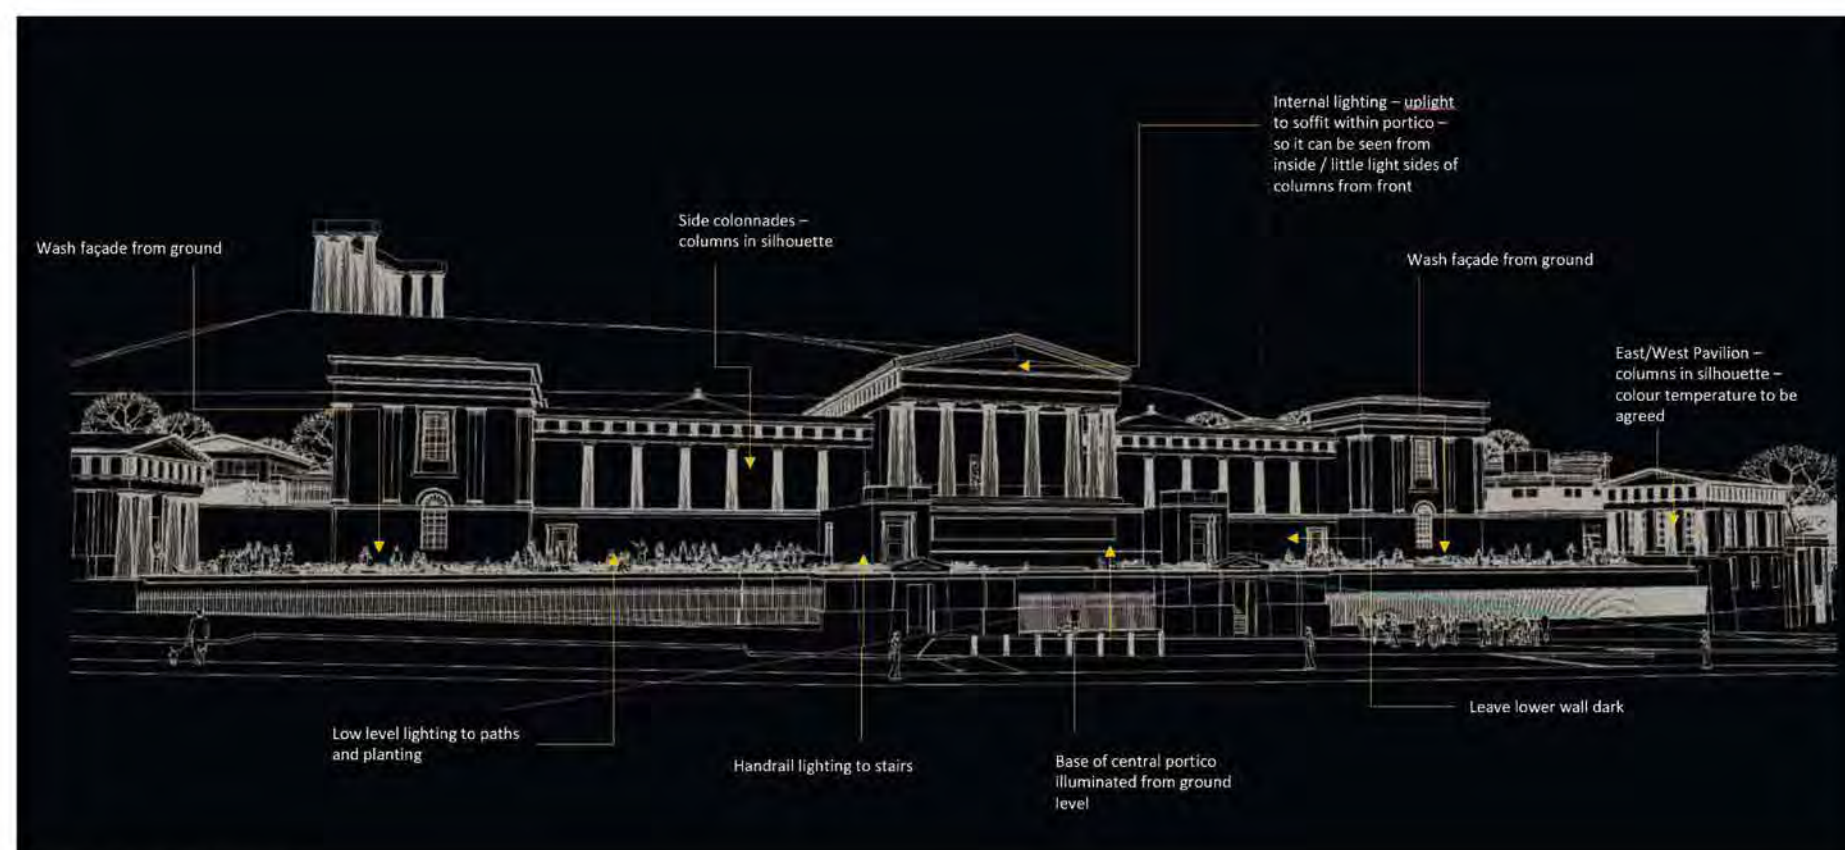 Internal lighting – uplight
to soffit within portico –
so it can be seen from
inside / little light sides of
columns from front
Side colonnades –
columns in silhouette
Wash façade from ground
Wash façade from ground
East/West Pavilion –
columns in silhouette –
colour temperature to be
agreed
Low level lighting to paths
and planting
Handrail lighting to stairs
Base of central portico
illuminated from ground
level
Leave lower wall dark